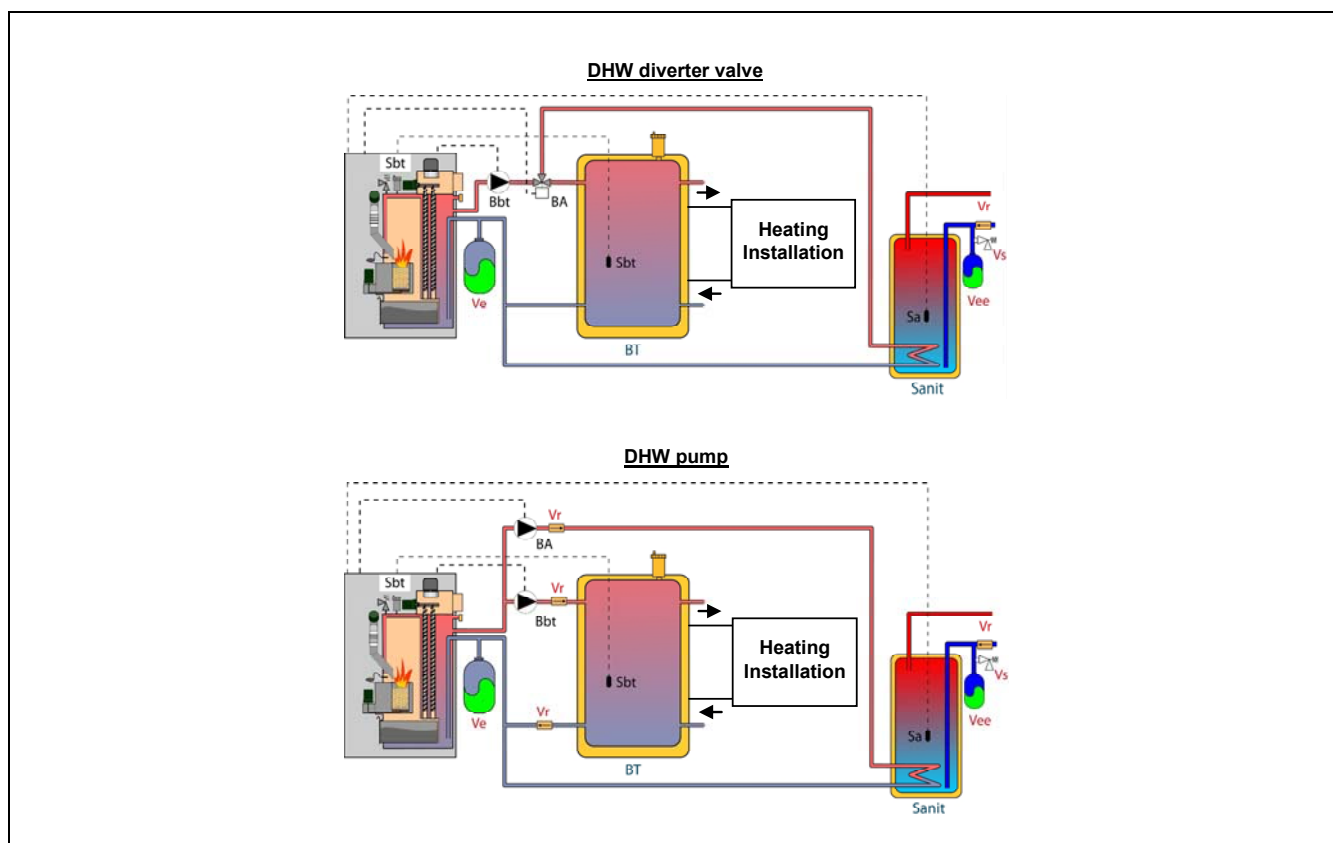 DHW diverter valve
Sbt
Bbt
BA
Ve
Sbt
BT
Heating
Installation
Vr
Vs
Vee
Sa
Sanit
DHW pump
Vr
BA
Sbt
Vr
Bbt
Ve
Vr
Sbt
BT
Heating
Installation
Vr
Vs
Vee
Sa
Sanit